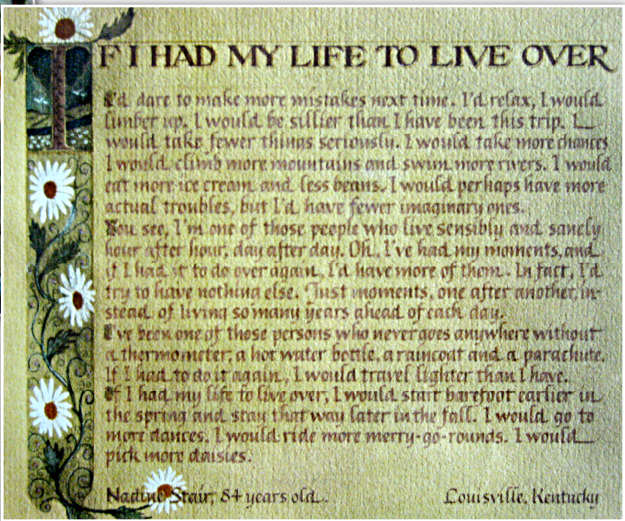 IF I HAD MY LIFE TO LIVE OVER
I'd dare to make more mistakes next time. I'd relax, I would
limber up. I would be sillier than I have been this trip. I
would take fewer things seriously. I would take more chances
I would climb more mountains and swim more rivers. I would
eat more ice cream and less beans. I would perhaps have more
actual troubles, but I'd have fewer imaginary ones.
You see, I'm one of those people who live sensibly and sanely
hour after hour, day after day. Oh, I've had my moments, and
if I had it to do over again, I'd have more of them. In fact, I'd
try to have nothing else. Just moments, one after another, in-
stead of living so many years ahead of each day.
I've been one of those persons who never goes anywhere without
a thermometer, a hot water bottle, a raincoat and a parachute.
If I had to do it again, I would travel lighter than I have.
If I had my life to live over, I would start barefoot earlier in
the spring and stay that way later in the fall. I would go to
more dances. I would ride more merry-go-rounds. I would
pick more daisies.
Nadine Stair, 84 years old. Louisville, Kentucky